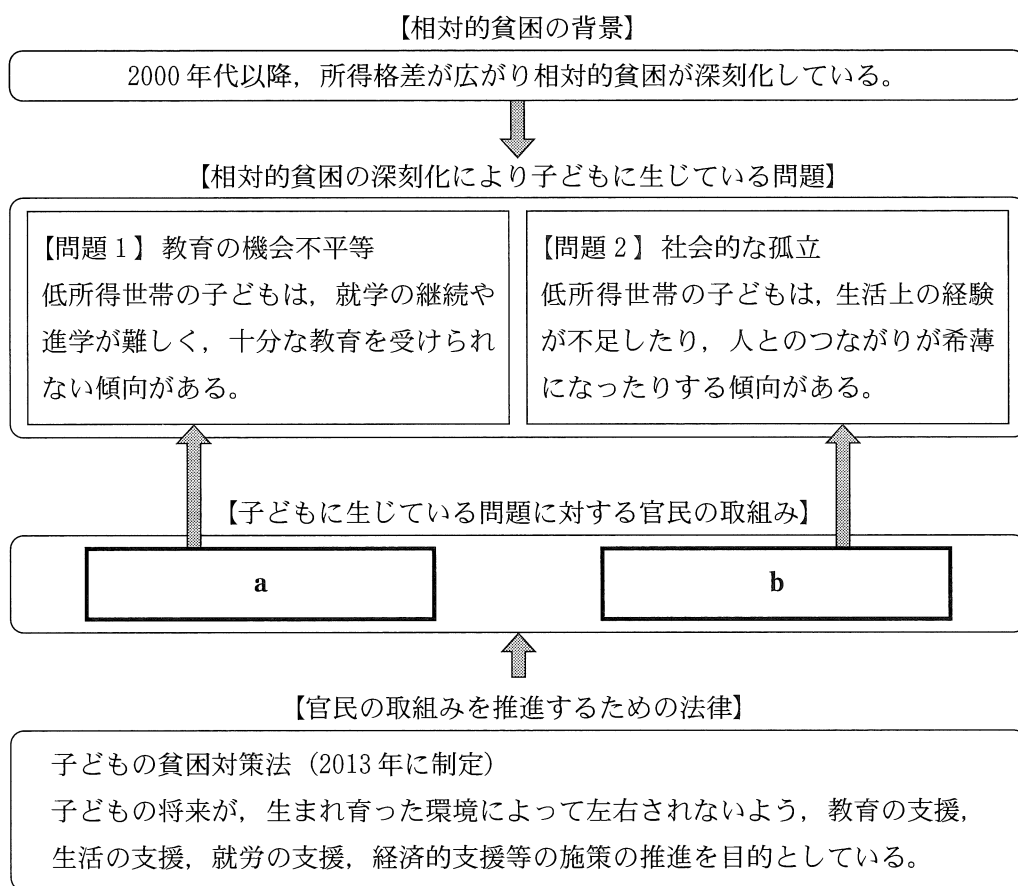 【相対的貧困の背景】
2000年代以降，所得格差が広がり相対的貧困が深刻化している。
【相対的貧困の深刻化により子どもに生じている問題】
【問題1】教育の機会不平等
低所得世帯の子どもは，就学の継続や
進学が難しく，十分な教育を受けられ
ない傾向がある。
【問題2】社会的な孤立
低所得世帯の子どもは，生活上の経験
が不足したり，人とのつながりが希薄
になったりする傾向がある。
【子どもに生じている問題に対する官民の取組み】
a
b
【官民の取組みを推進するための法律】
子どもの貧困対策法（2013年に制定）
子どもの将来が，生まれ育った環境によって左右されないよう，教育の支援，
生活の支援，就労の支援，経済的支援等の施策の推進を目的としている。